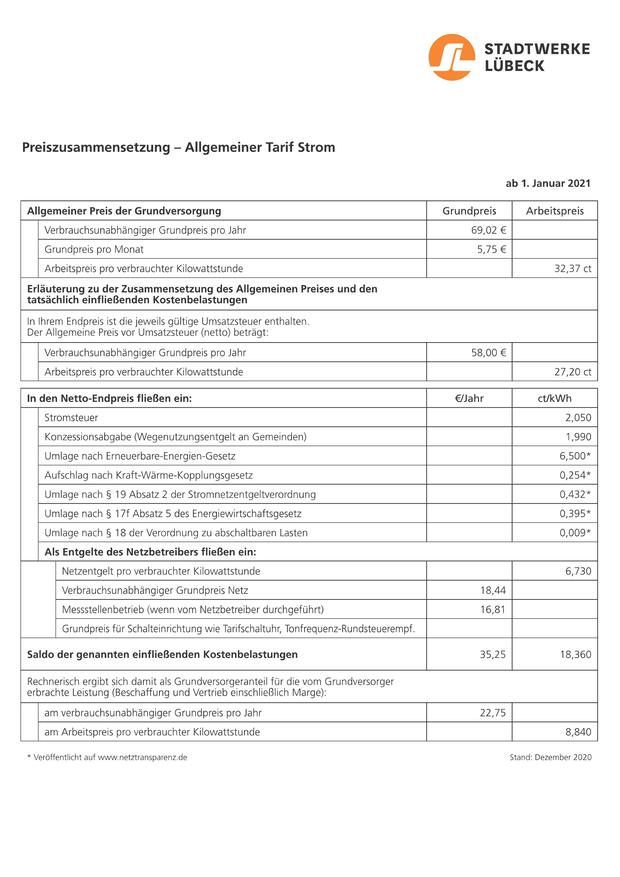 STADTWERKE
LÜBECK
Preiszusammensetzung – Allgemeiner Tarif Strom
ab 1. Januar 2021
Allgemeiner Preis der Grundversorgung Grundpreis Arbeitspreis
Verbrauchsunabhängiger Grundpreis pro Jahr 69,02 €
Grundpreis pro Monat 5,75 €
Arbeitspreis pro verbrauchter Kilowattstunde 32,37 ct
Erläuterung zu der Zusammensetzung des Allgemeinen Preises und den
tatsächlich einfließenden Kostenbelastungen
In Ihrem Endpreis ist die jeweils gültige Umsatzsteuer enthalten.
Der Allgemeine Preis vor Umsatzsteuer (netto) beträgt:
Verbrauchsunabhängiger Grundpreis pro Jahr 58,00 €
Arbeitspreis pro verbrauchter Kilowattstunde 27,20 ct
In den Netto-Endpreis fließen ein: €/Jahr ct/kWh
Stromsteuer 2,050
Konzessionsabgabe (Wegenutzungsentgelt an Gemeinden) 1,990
Umlage nach Erneuerbare-Energien-Gesetz 6,500*
Aufschlag nach Kraft-Wärme-Kopplungsgesetz 0,254*
Umlage nach § 19 Absatz 2 der Stromnetzentgeltverordnung 0,432*
Umlage nach § 17f Absatz 5 des Energiewirtschaftsgesetz 0,395*
Umlage nach § 18 der Verordnung zu abschaltbaren Lasten 0,009*
Als Entgelte des Netzbetreibers fließen ein:
Netzentgelt pro verbrauchter Kilowattstunde 6,730
Verbrauchsunabhängiger Grundpreis Netz 18,44
Messstellenbetrieb (wenn vom Netzbetreiber durchgeführt) 16,81
Grundpreis für Schalteinrichtung wie Tarifschaltuhr, Tonfrequenz-Rundsteuerempf.
Saldo der genannten einfließenden Kostenbelastungen 35,25 18,360
Rechnerisch ergibt sich damit als Grundversorgeranteil für die vom Grundversorger
erbrachte Leistung (Beschaffung und Vertrieb einschließlich Marge):
am verbrauchsunabhängiger Grundpreis pro Jahr 22,75
am Arbeitspreis pro verbrauchter Kilowattstunde 8,840
* Veröffentlicht auf www.netztransparenz.de Stand: Dezember 2020